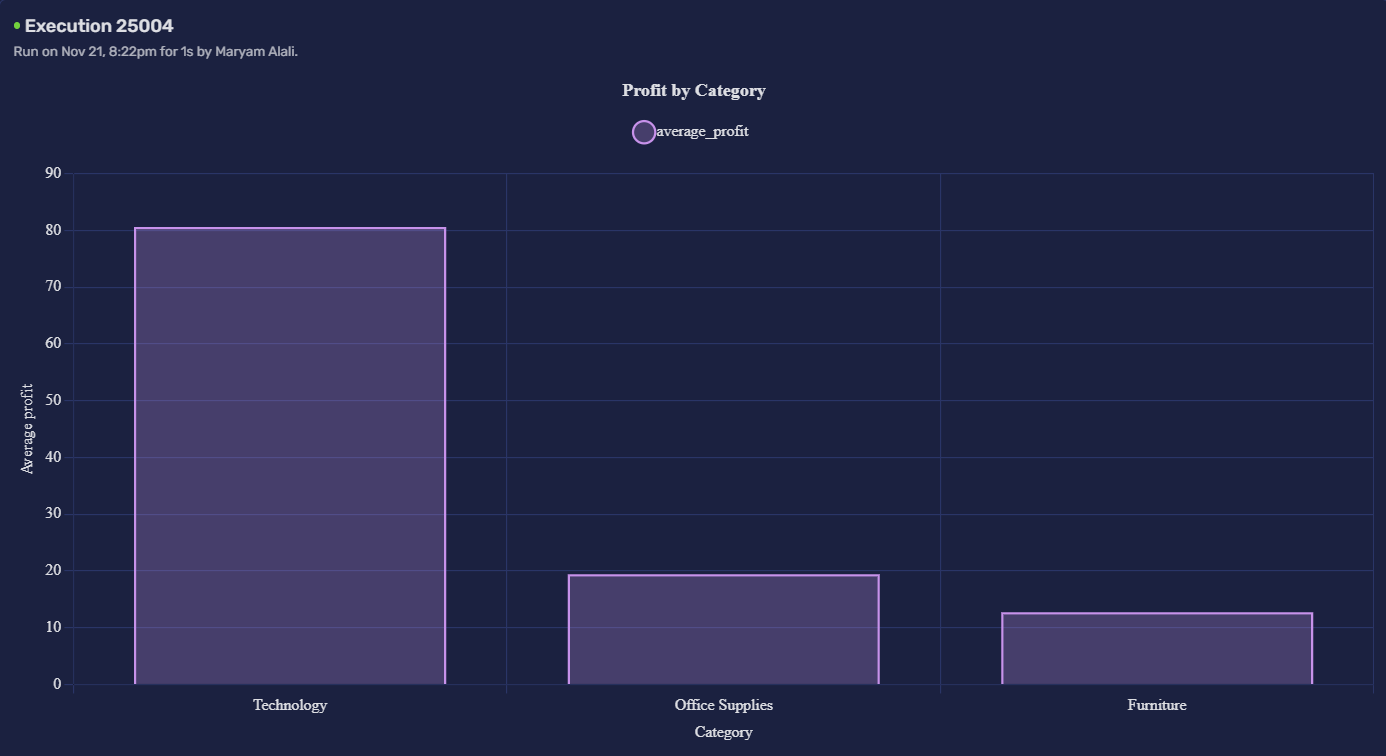 Execution 25004
Run on Nov 21, 8:22pm for 1s by Maryam Alali.
Profit by Category
average_profit
90
80
70
60
50
40
30
20
10
0
Average profit
Technology
Office Supplies
Furniture
Category